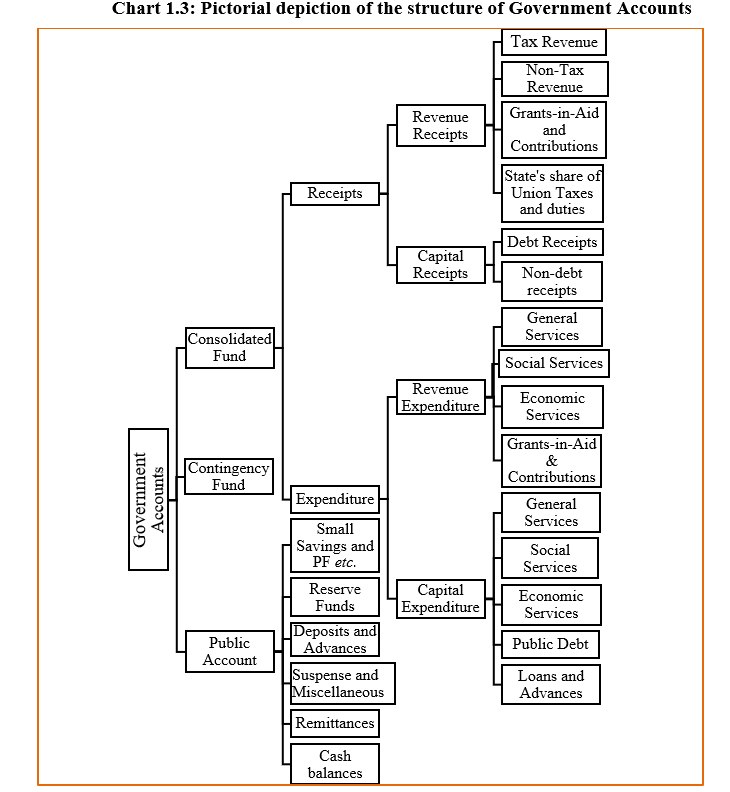 Chart 1.3: Pictorial depiction of the structure of Government Accounts
Tax Revenue
Non-Tax
Revenue
Revenue
Receipts
Grants-in-Aid
and
Contributions
Receipts
State's share of
Union Taxes
and duties
Capital
Receipts
Debt Receipts
Non-debt
receipts
Consolidated
Fund
General
Services
Social Services
Revenue
Expenditure
Economic
Services
Grants-in-Aid
&
Contributions
Government
Accounts
Contingency
Fund
Expenditure
General
Services
Small
Savings and
PF etc.
Social
Services
Reserve
Funds
Capital
Expenditure
Economic
Services
Public
Account
Deposits and
Advances
Public Debt
Suspense and
Miscellaneous
Loans and
Advances
Remittances
Cash
balances